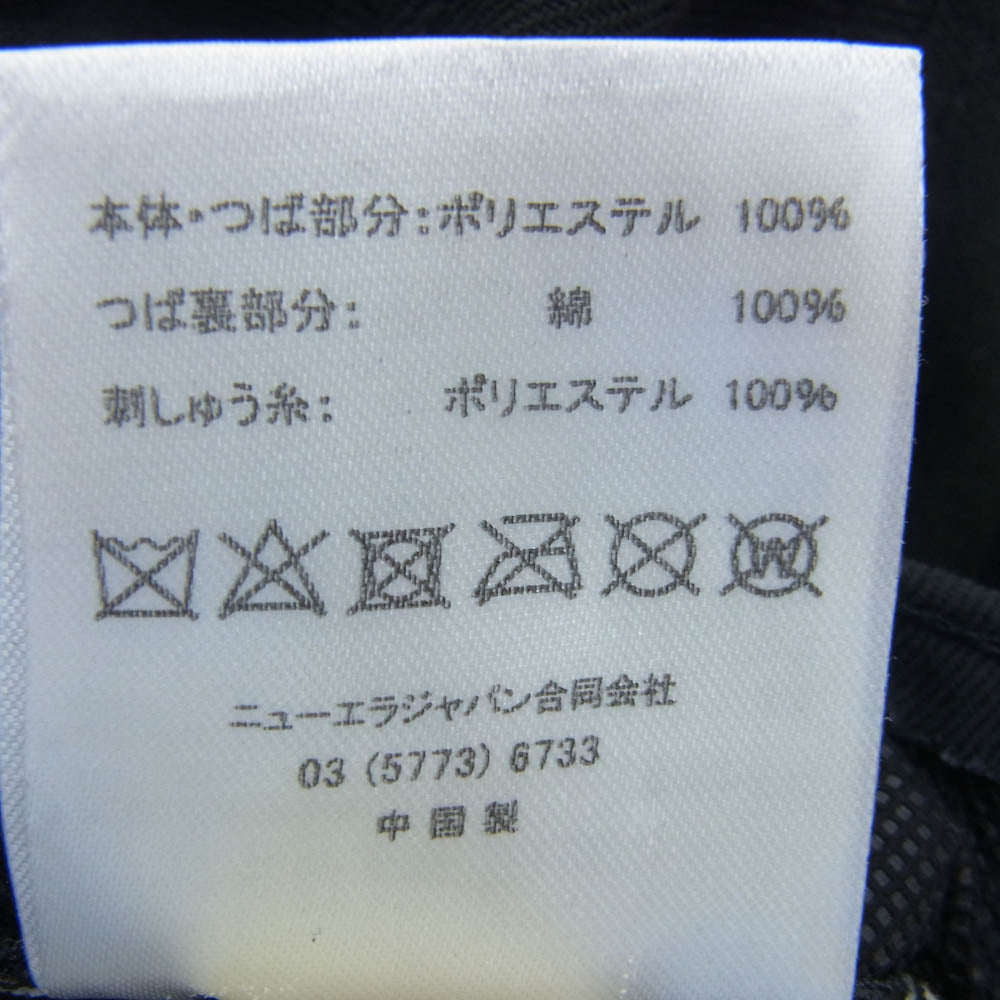 本体・つば部分:ポリエステル 100%
つば裏部分: 綿 100%
刺しゅう糸: ポリエステル 100%
W
ニューエラジャパン合同会社
03 (5773) 6733
中国製